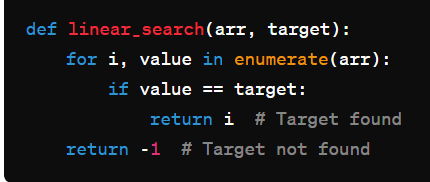 def linear_search(arr, target):
    for i, value in enumerate(arr):
        if value == target:
            return i  # Target found
    return -1  # Target not found